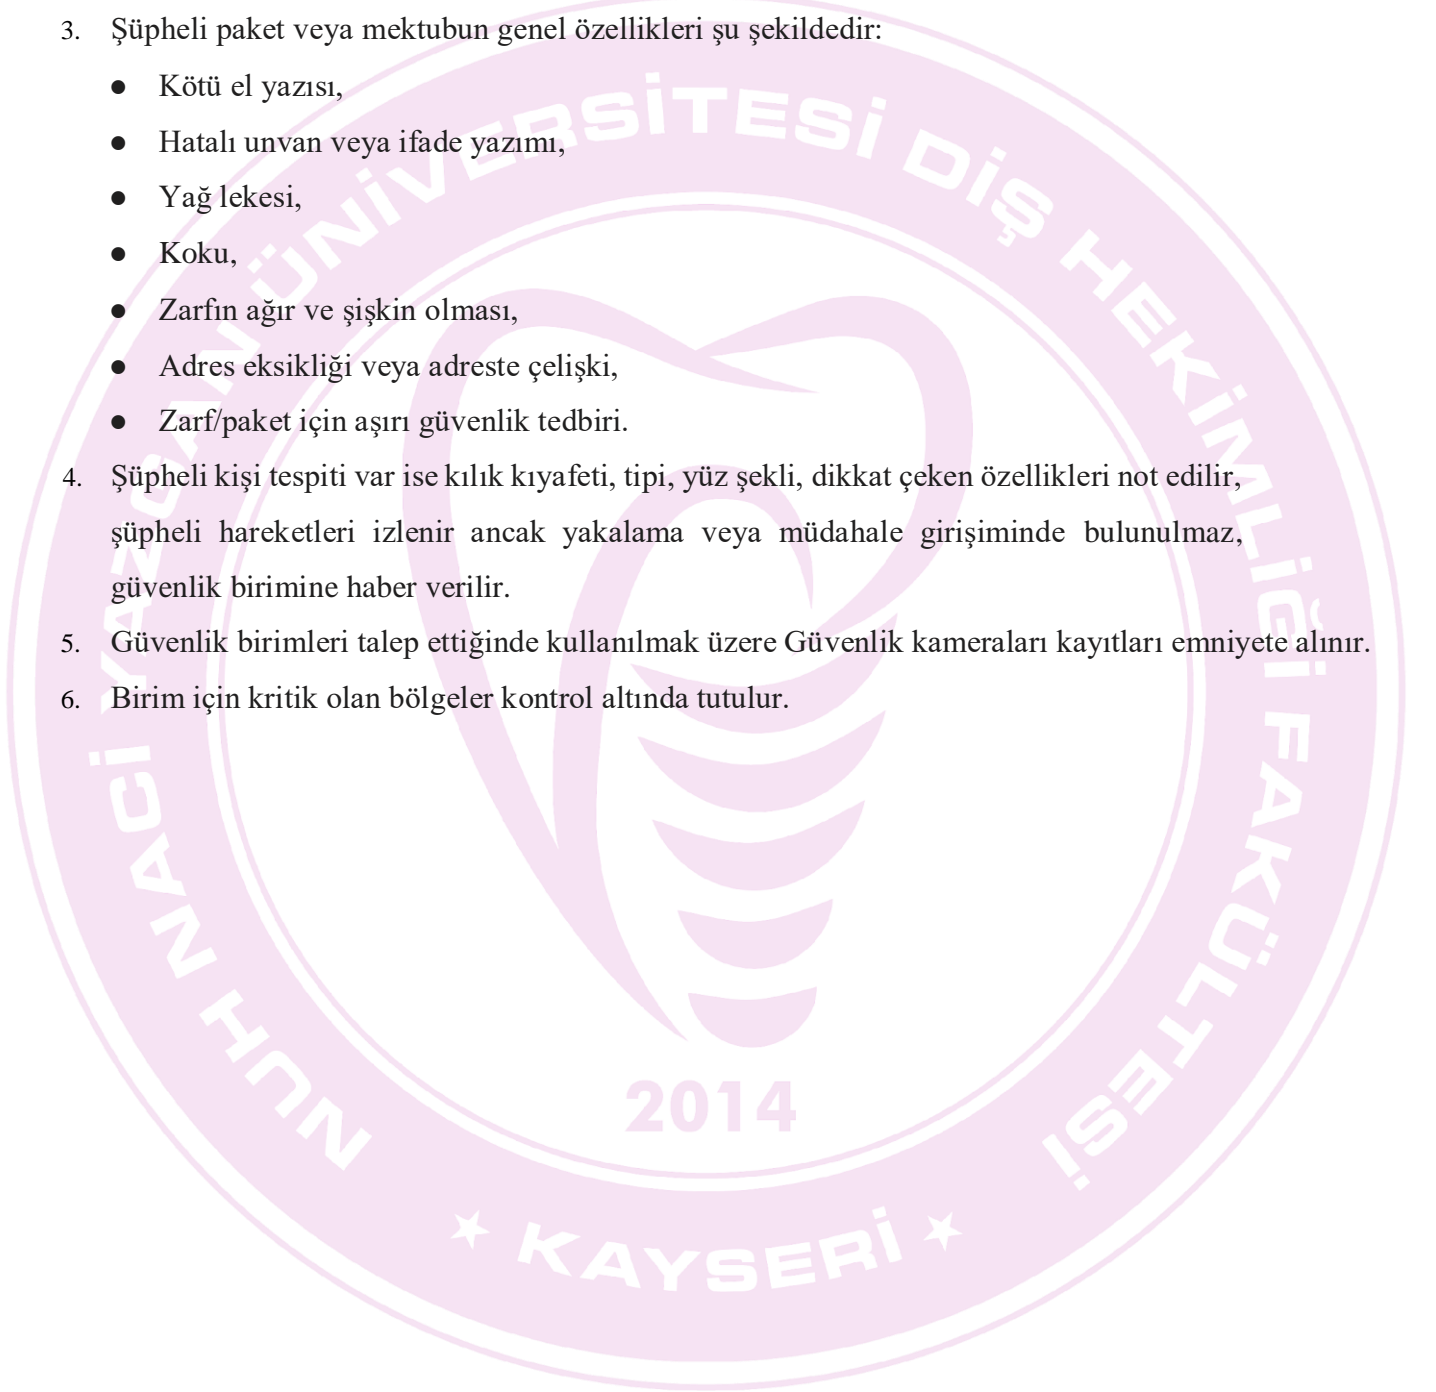 3. Şüpheli paket veya mektubun genel özellikleri şu şekildedir:
● Kötü el yazısı,
● Hatalı unvan veya ifade yazımı,
● Yağ lekesi,
● Koku,
● Zarfın ağır ve şişkin olması,
● Adres eksikliği veya adreste çelişki,
● Zarf/paket için aşırı güvenlik tedbiri.
4. Şüpheli kişi tespiti var ise kılık kıyafeti, tipi, yüz şekli, dikkat çeken özellikleri not edilir,
şüpheli hareketleri izlenir ancak yakalama veya müdahale girişiminde bulunulmaz,
güvenlik birimine haber verilir.
5. Güvenlik birimleri talep ettiğinde kullanılmak üzere Güvenlik kameraları kayıtları emniyete alınır.
6. Birim için kritik olan bölgeler kontrol altında tutulur.
NUH NACİ YAZGAN ÜNİVERSİTESİ DİŞ HEKİMLİĞİ FAKÜLTESİ
2014
KAYSERİ